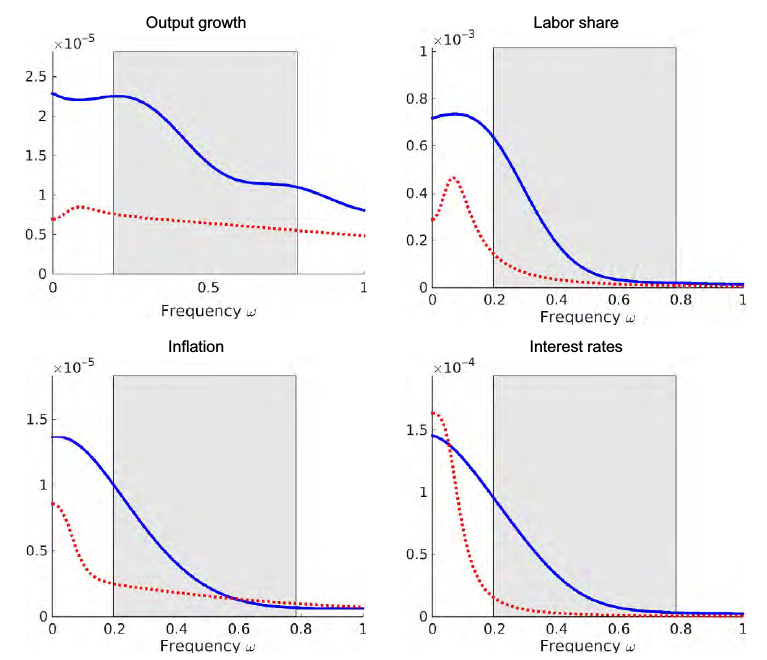 Output growth
×10⁻⁵
2.5
2
1.5
1
0.5
0
0 0.5 1
Frequency ω
Labor share
×10⁻³
1
0.8
0.6
0.4
0.2
0
0 0.2 0.4 0.6 0.8 1
Frequency ω
Inflation
×10⁻⁵
1.5
1
0.5
0
0 0.2 0.4 0.6 0.8 1
Frequency ω
Interest rates
×10⁻⁴
1.5
1
0.5
0
0 0.2 0.4 0.6 0.8 1
Frequency ω